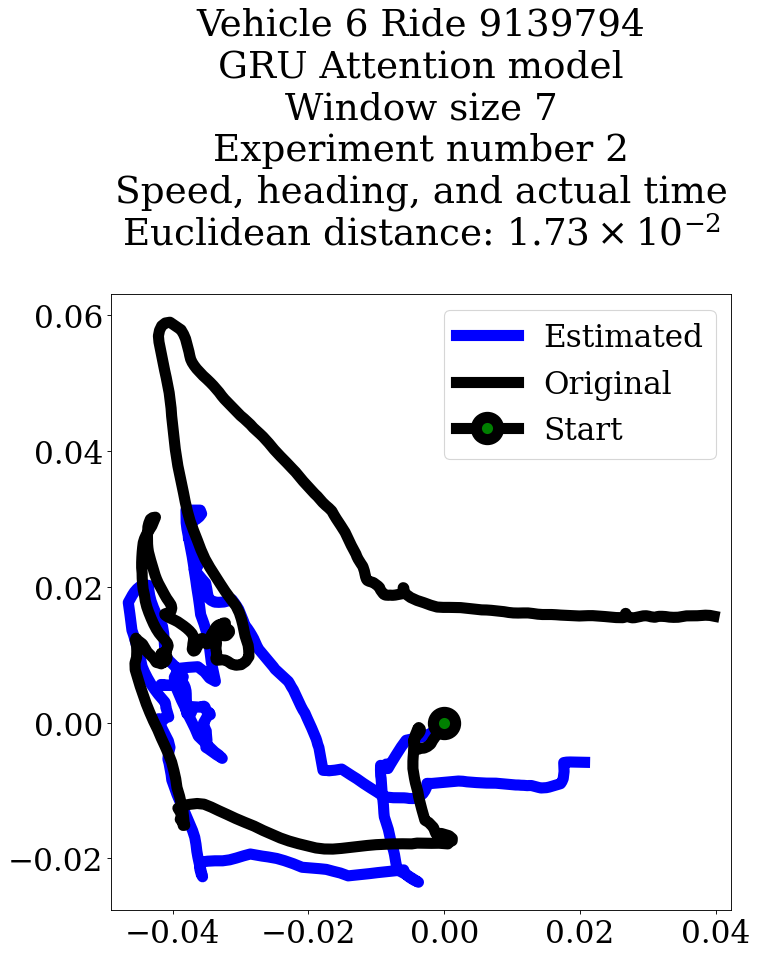 Vehicle 6 Ride 9139794
GRU Attention model
Window size 7
Experiment number 2
Speed, heading, and actual time
Euclidean distance: 1.73 × 10⁻²
Estimated
Original
Start
0.06
0.04
0.02
0.00
−0.02
−0.04 −0.02 0.00 0.02 0.04